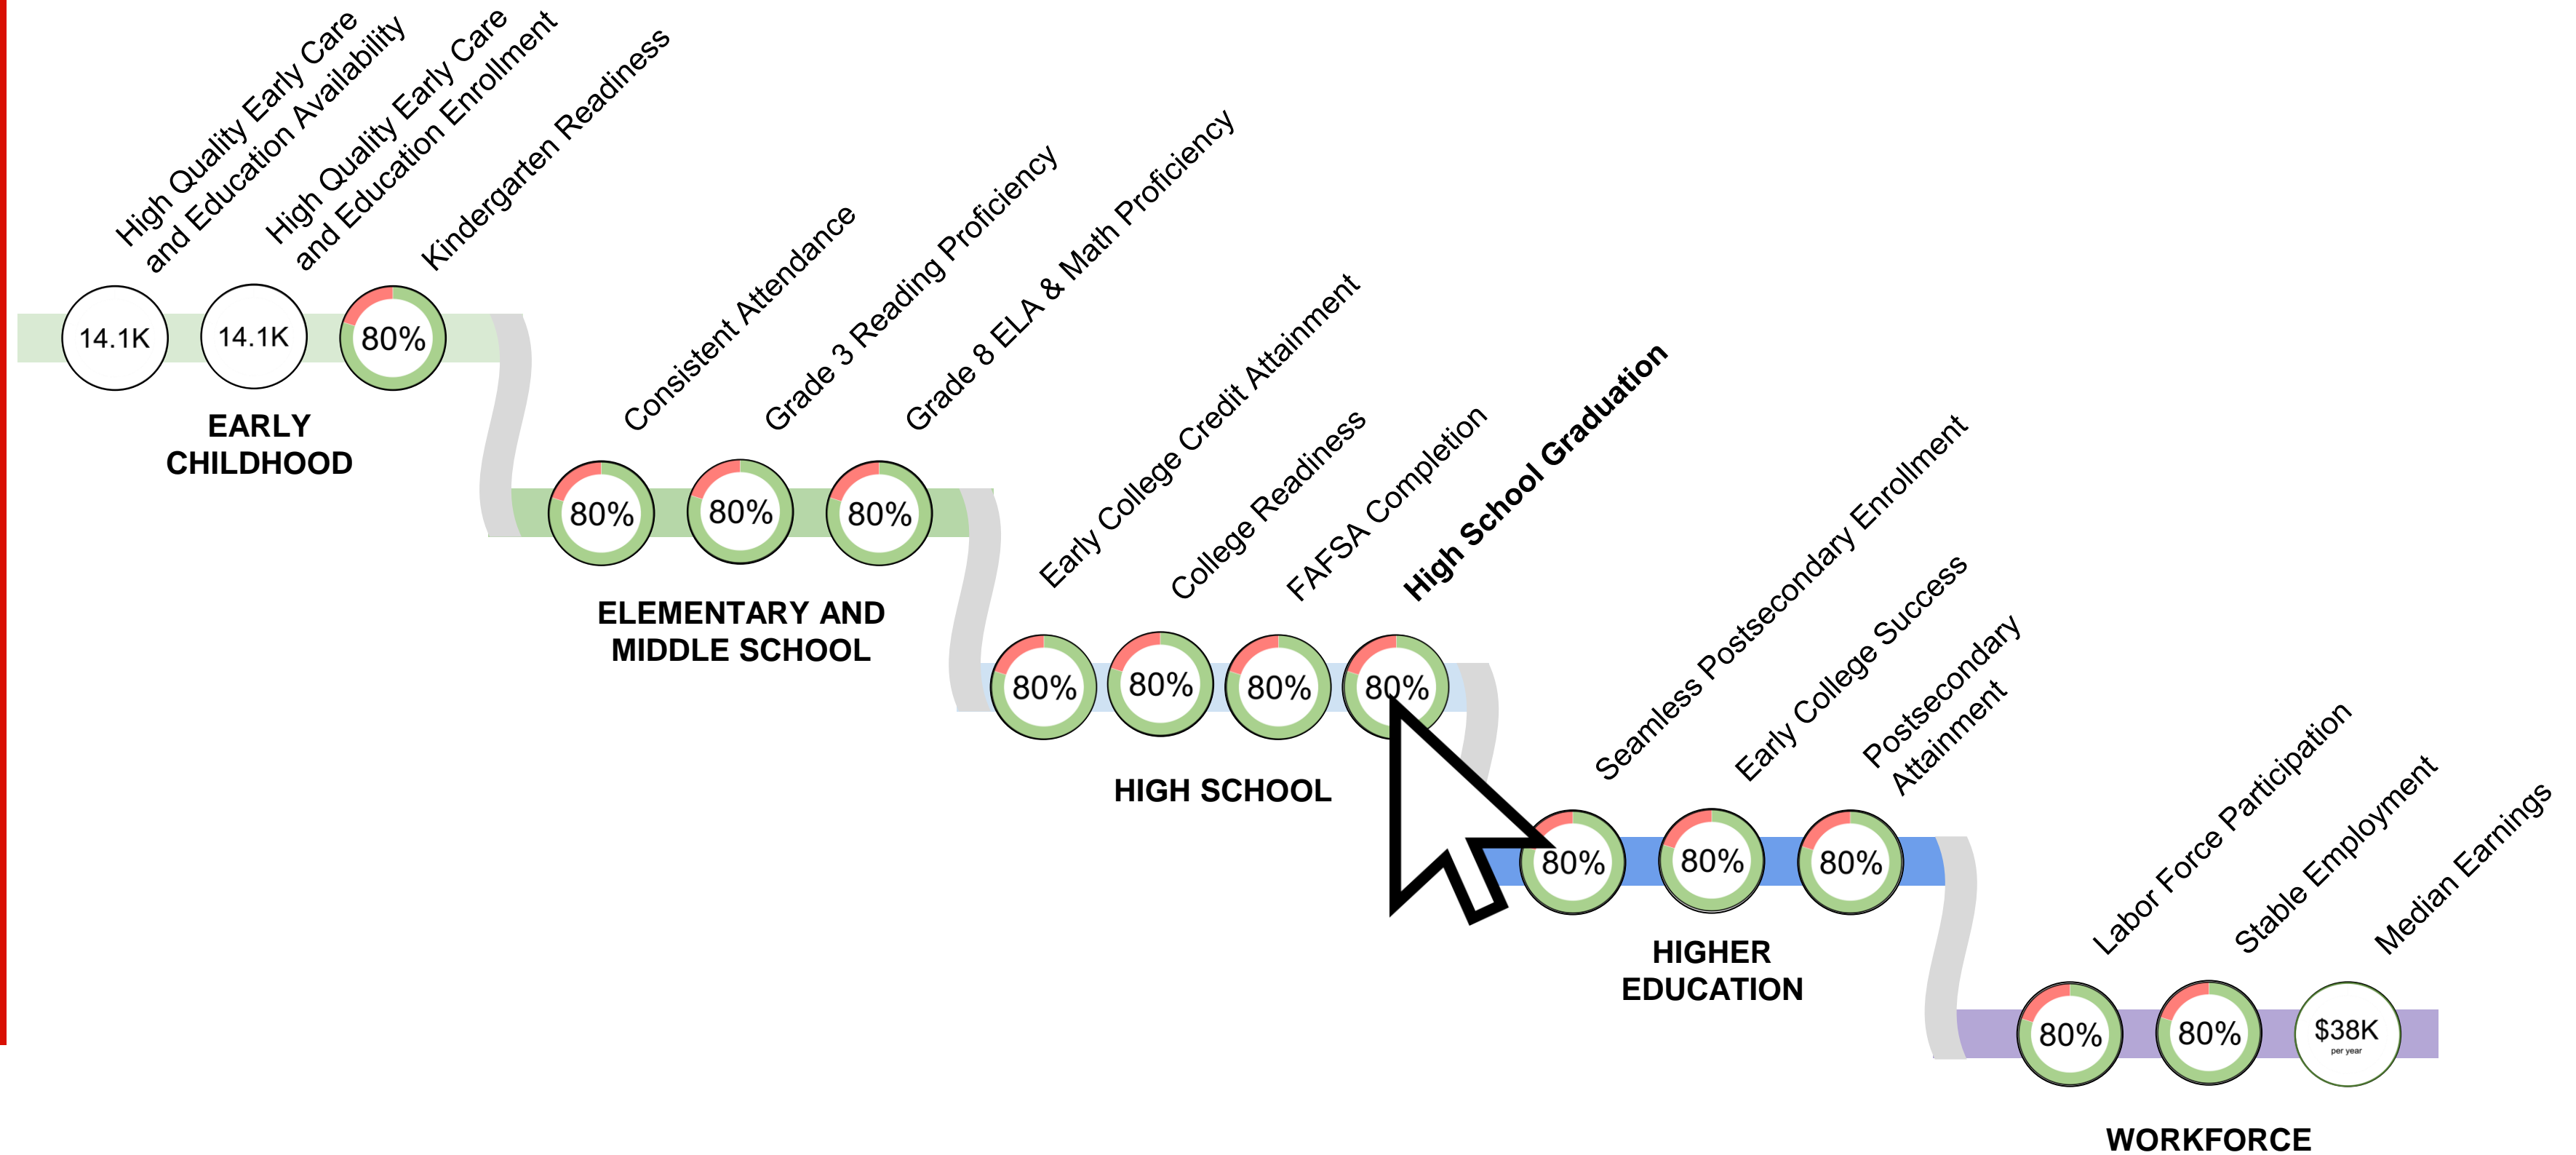 High Quality Early Care
and Education Availability
High Quality Early Care
and Education Enrollment
Kindergarten Readiness
14.1K
14.1K
80%
EARLY
CHILDHOOD
Consistent Attendance
Grade 3 Reading Proficiency
Grade 8 ELA & Math Proficiency
80%
80%
80%
ELEMENTARY AND
MIDDLE SCHOOL
Early College Credit Attainment
College Readiness
FAFSA Completion
High School Graduation
80%
80%
80%
80%
HIGH SCHOOL
Seamless Postsecondary Enrollment
Early College Success
Postsecondary
Attainment
80%
80%
80%
HIGHER
EDUCATION
Labor Force Participation
Stable Employment
Median Earnings
80%
80%
$38K
per year
WORKFORCE